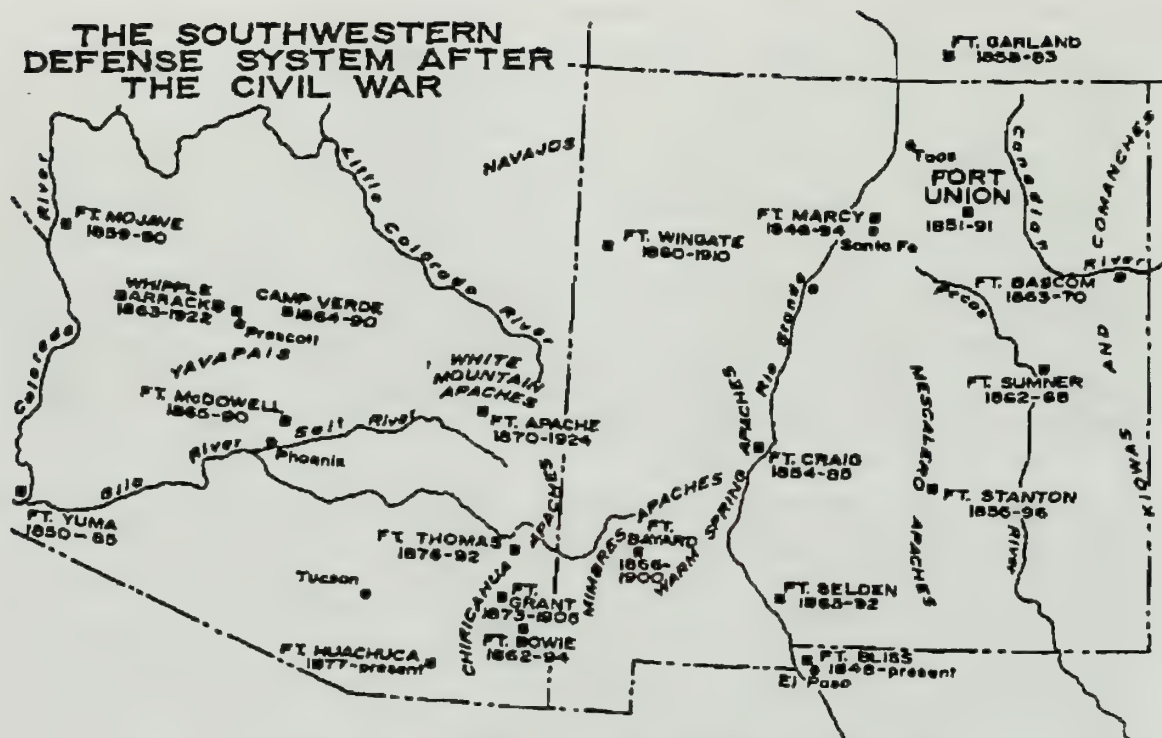 THE SOUTHWESTERN
DEFENSE SYSTEM AFTER
THE CIVIL WAR
FT. GARLAND
1858-83
NAVAJOS
Taos
FORT
UNION
1851-91
Canadian
River
COMANCHES
AND
KIOWAS
Colorado
River
FT. MOJAVE
1859-90
Little
Colorado
River
FT. MARCY
1846-94
Santa Fe
FT. WINGATE
1860-1910
FT. BASCOM
1863-70
WHIPPLE
BARRACKS
1863-1922
Prescott
CAMP VERDE
1864-90
Rio Grande
Pecos
River
YAVAPAIS
WHITE
MOUNTAIN
APACHES
FT. SUMNER
1862-68
FT. McDOWELL
1865-90
Salt River
FT. APACHE
1870-1924
MESCALERO
APACHES
Phoenix
Gila
River
FT. CRAIG
1854-85
WARM SPRING APACHES
FT. STANTON
1855-96
MIMBRES APACHES
FT. YUMA
1850-85
FT. THOMAS
1876-92
CHIRICAHUA APACHES
FT.
BAYARD
1866-
1900
Tucson
FT.
GRANT
1873-1905
FT. SELDEN
1865-92
FT. BOWIE
1862-94
FT. HUACHUCA
1877-present
FT. BLISS
1848-present
El Paso